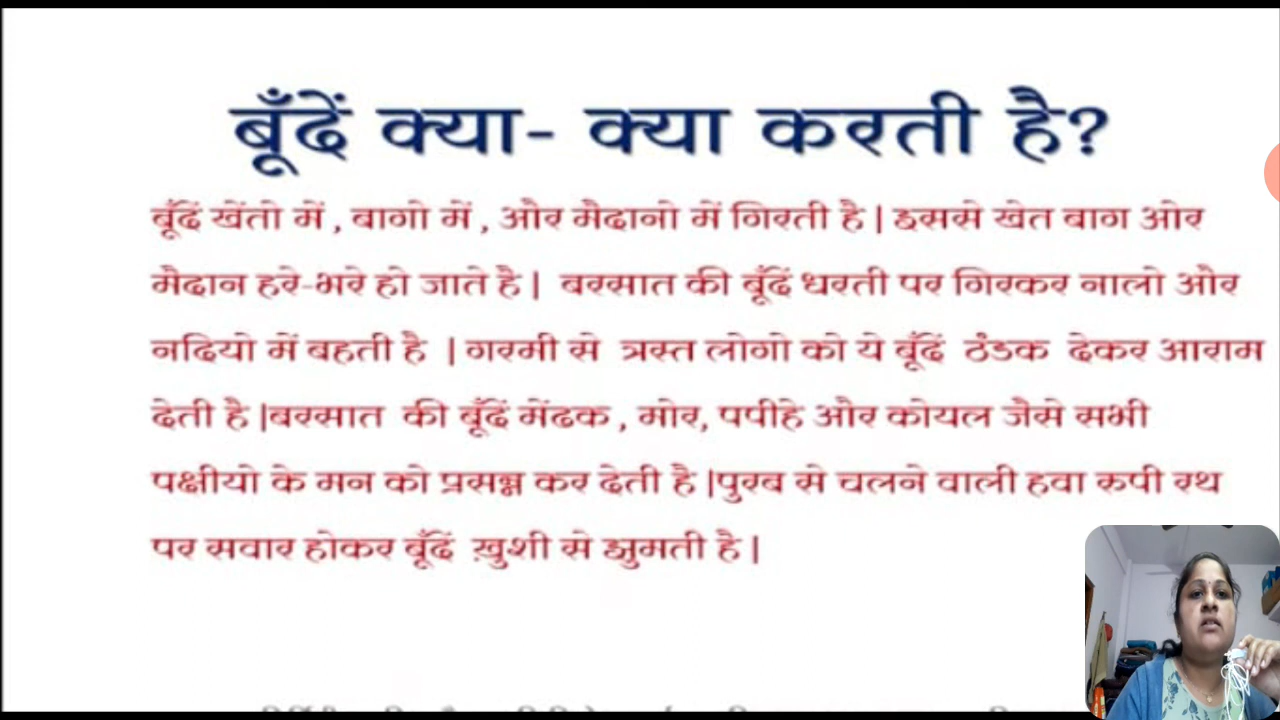 बूँदें क्या- क्या करती है?
बूँदें खेंतो में , बागो में , और मैदानो में गिरती है | इससे खेत बाग ओर
मैदान हरे-भरे हो जाते है | बरसात की बूँदें धरती पर गिरकर नालो और
नदियो में बहती है | गरमी से त्रस्त लोगो को ये बूँदें ठंडक देकर आराम
देती है |बरसात की बूँदें मेंढक , मोर, पपीहे और कोयल जैसे सभी
पक्षीयो के मन को प्रसन्न कर देती है |पुरब से चलने वाली हवा रुपी रथ
पर सवार होकर बूँदें ख़ुशी से झुमती है |